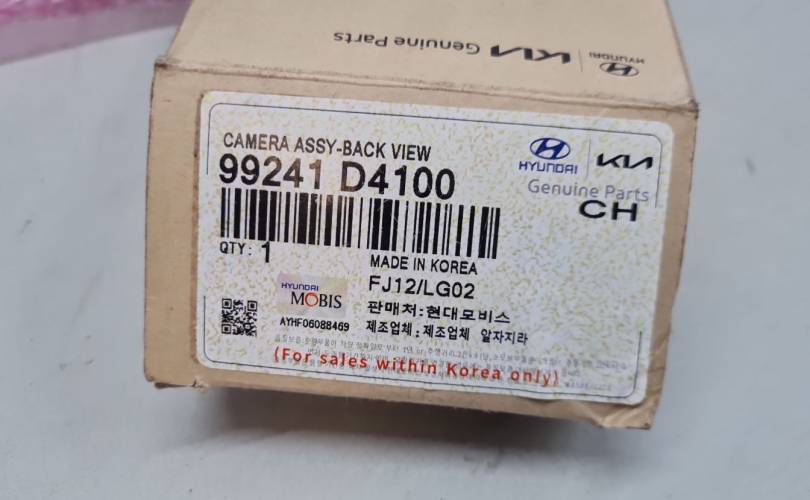 HYUNDAI KIA Genuine Parts
CAMERA ASSY-BACK VIEW
99241 D4100
HYUNDAI KIA
Genuine Parts
CH
QTY: 1
MADE IN KOREA
FJ12/LG02
HYUNDAI
MOBIS
판매처:현대모비스
AYHF06088469
제조업체: 제조업체 알자지라
(For sales within Korea only)